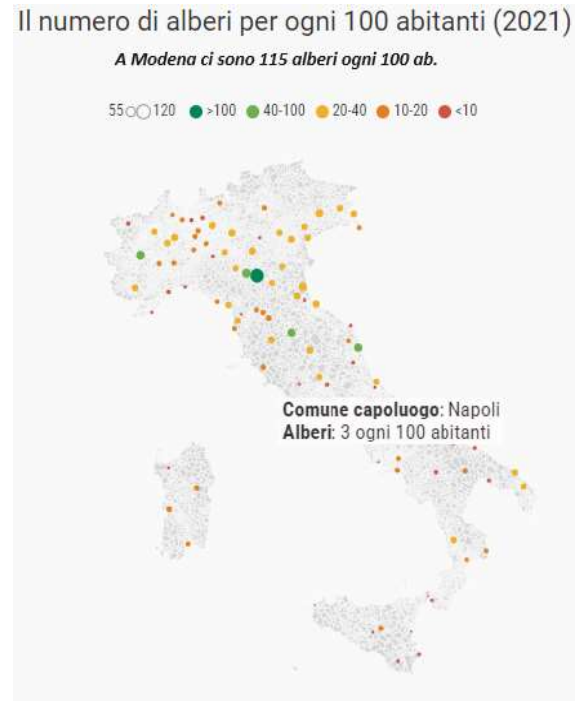 Il numero di alberi per ogni 100 abitanti (2021)
A Modena ci sono 115 alberi ogni 100 ab.
55 120 >100 40-100 20-40 10-20 <10
Comune capoluogo: Napoli
Alberi: 3 ogni 100 abitanti